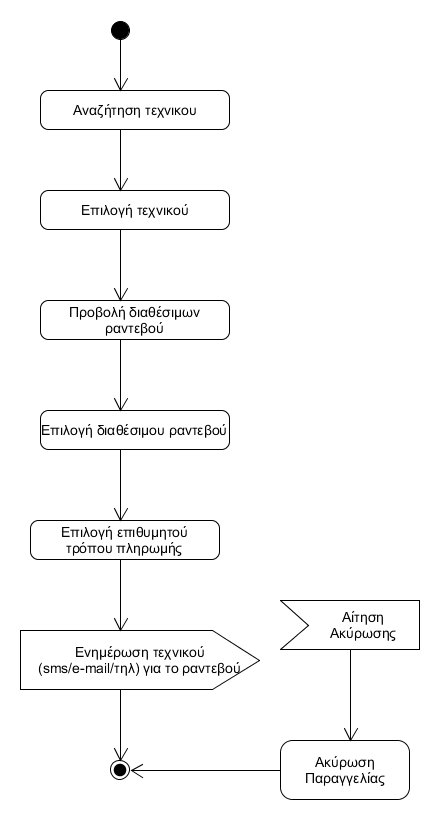 Αναζήτηση τεχνικου
Επιλογή τεχνικού
Προβολή διαθέσιμων
ραντεβού
Επιλογή διαθέσιμου ραντεβού
Επιλογή επιθυμητού
τρόπου πληρωμής
Ενημέρωση τεχνικού
(sms/e-mail/τηλ) για το ραντεβού
Αίτηση
Ακύρωσης
Ακύρωση
Παραγγελίας